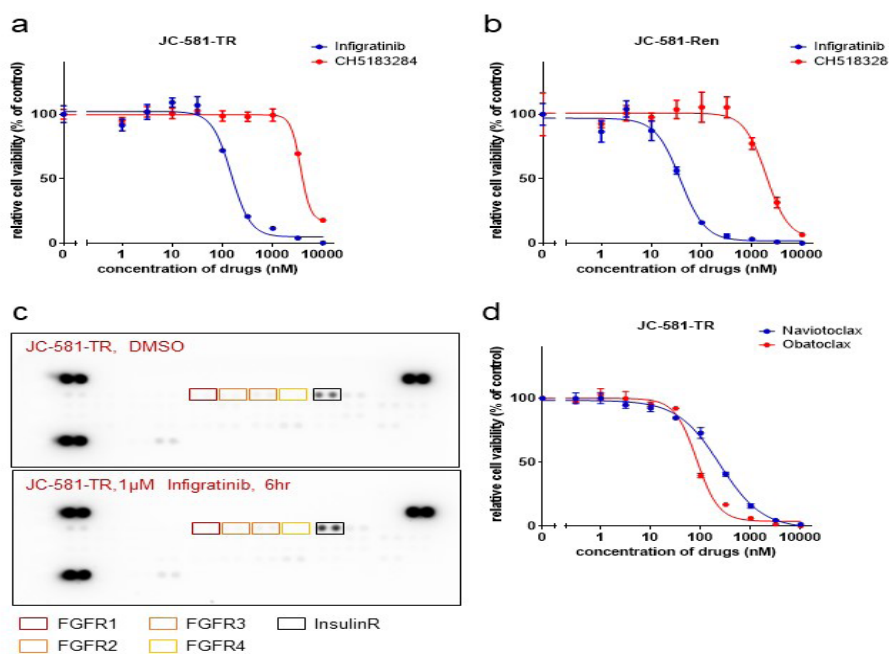 a
JC-581-TR
Infigratinib
CH5183284
relative cell vaibility (% of control)
100
50
0
0 1 10 100 1000 10000
concentration of drugs (nM)
b
JC-581-Ren
Infigratinib
CH518328
relative cell vaibility (% of control)
100
50
0
0 1 10 100 1000 10000
concentration of drugs (nM)
c
JC-581-TR, DMSO
JC-581-TR,1μM Infigratinib, 6hr
FGFR1 FGFR3 InsulinR
FGFR2 FGFR4
d
JC-581-TR
Naviotoclax
Obatoclax
relative cell vaibility (% of control)
100
50
0
0 1 10 100 1000 10000
concentration of drugs (nM)